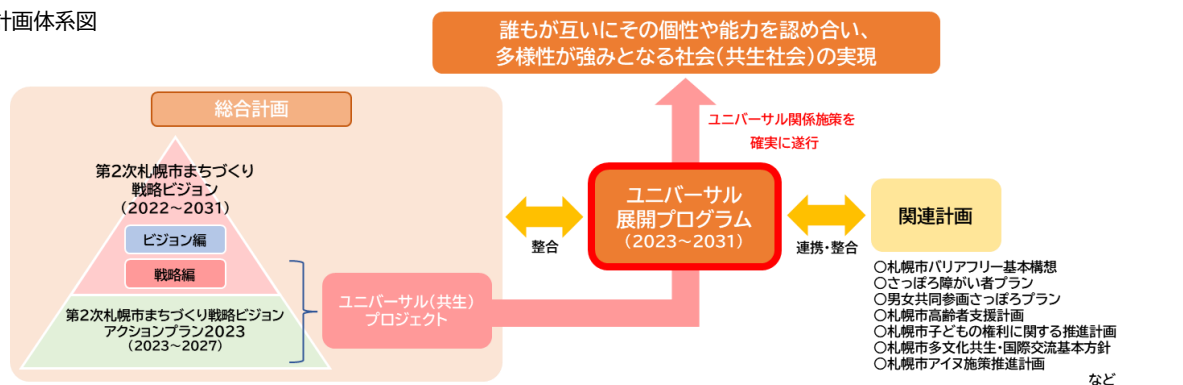 計画体系図
誰もが互いにその個性や能力を認め合い、
多様性が強みとなる社会(共生社会)の実現
総合計画
ユニバーサル関係施策を
確実に遂行
第2次札幌市まちづくり
戦略ビジョン
(2022~2031)
ビジョン編
戦略編
第2次札幌市まちづくり戦略ビジョン
アクションプラン2023
(2023~2027)
ユニバーサル(共生)
プロジェクト
整合
ユニバーサル
展開プログラム
(2023~2031)
連携・整合
関連計画
○札幌市バリアフリー基本構想
○さっぽろ障がい者プラン
○男女共同参画さっぽろプラン
○札幌市高齢者支援計画
○札幌市子どもの権利に関する推進計画
○札幌市多文化共生・国際交流基本方針
○札幌市アイヌ施策推進計画
など